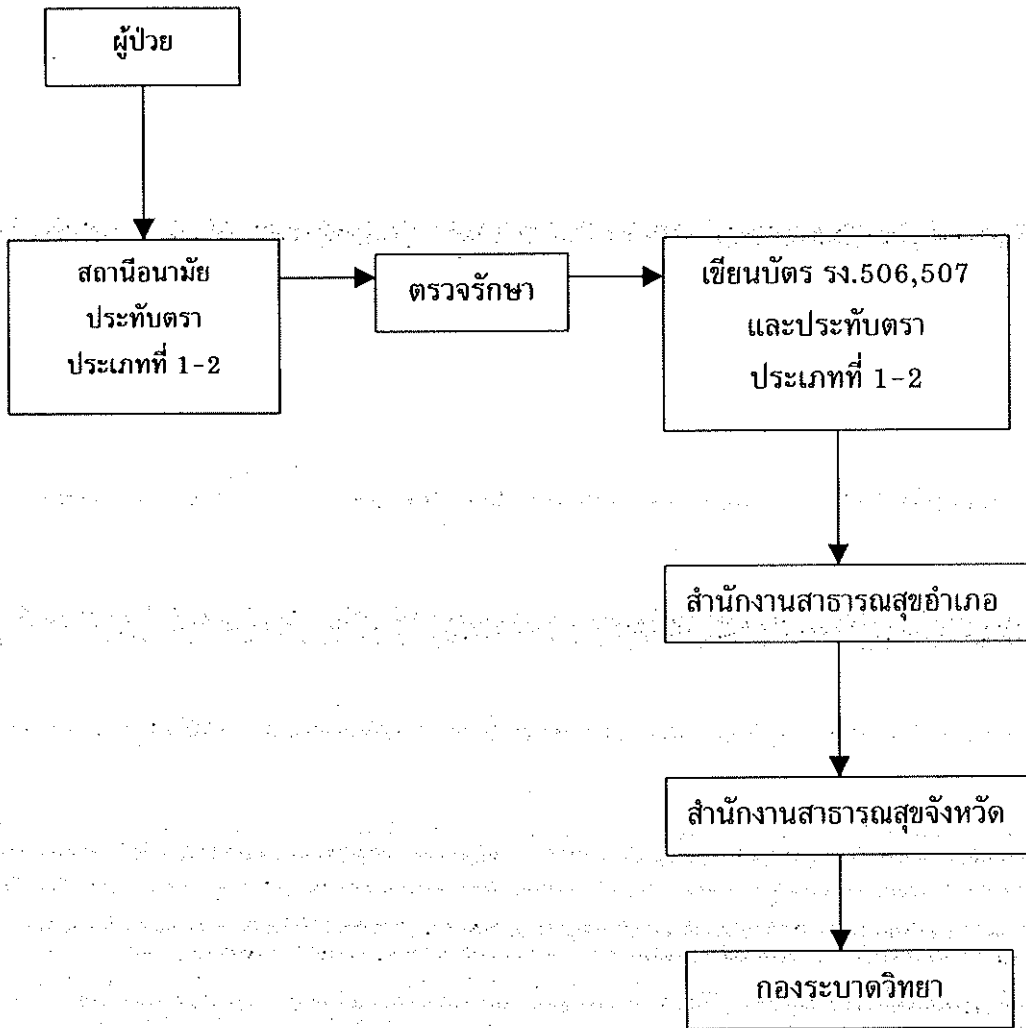 ผู้ป่วย
สถานีอนามัย
ประทับตรา
ประเภทที่ 1-2
ตรวจรักษา
เขียนบัตร รง.506,507
และประทับตรา
ประเภทที่ 1-2
สำนักงานสาธารณสุขอำเภอ
สำนักงานสาธารณสุขจังหวัด
กองระบาดวิทยา